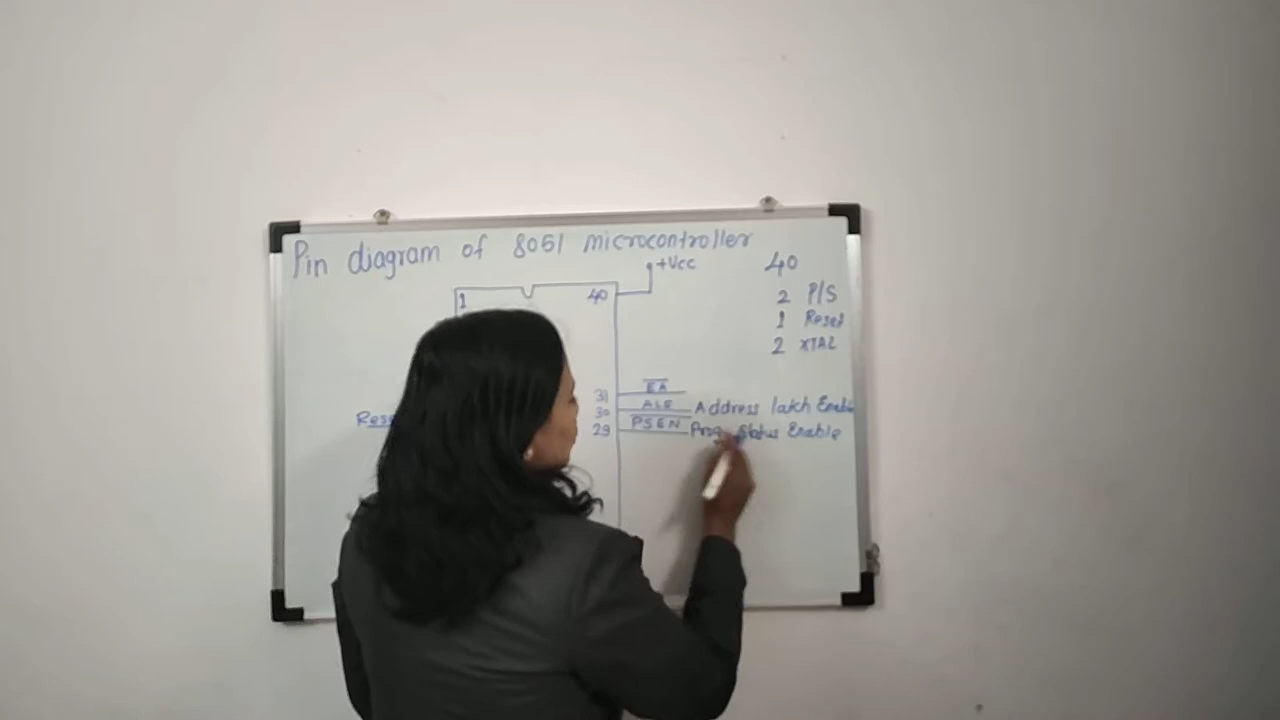 Pin diagram of 8051 microcontroller
+Vcc
40
1
40
2 P/S
1 Reset
2 XTAL
31
EA
30
ALE
Address latch Enable
29
PSEN
Prog. Status Enable